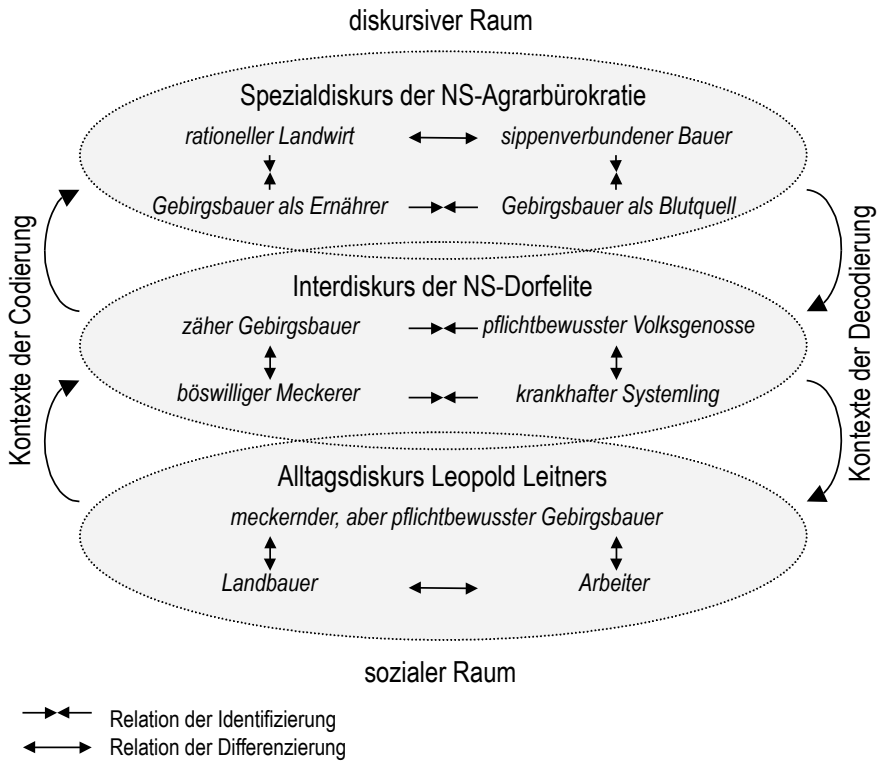 diskursiver Raum
Spezialdiskurs der NS-Agrarbürokratie
rationeller Landwirt sippenverbundener Bauer
Gebirgsbauer als Ernährer Gebirgsbauer als Blutquell
Kontexte der Codierung
Kontexte der Decodierung
Interdiskurs der NS-Dorfelite
zäher Gebirgsbauer pflichtbewusster Volksgenosse
böswilliger Meckerer krankhafter Systemling
Alltagsdiskurs Leopold Leitners
meckernder, aber pflichtbewusster Gebirgsbauer
Landbauer Arbeiter
sozialer Raum
Relation der Identifizierung
Relation der Differenzierung